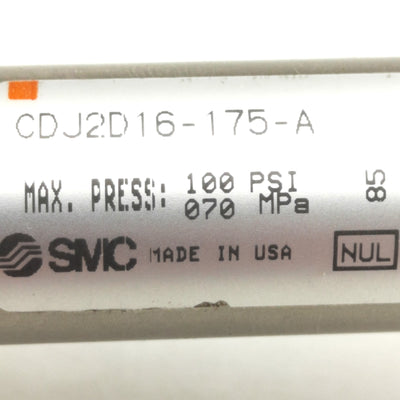 CDJ2D16-175-A
MAX. PRESS: 100 PSI
070 MPa
85
SMC MADE IN USA
NUL